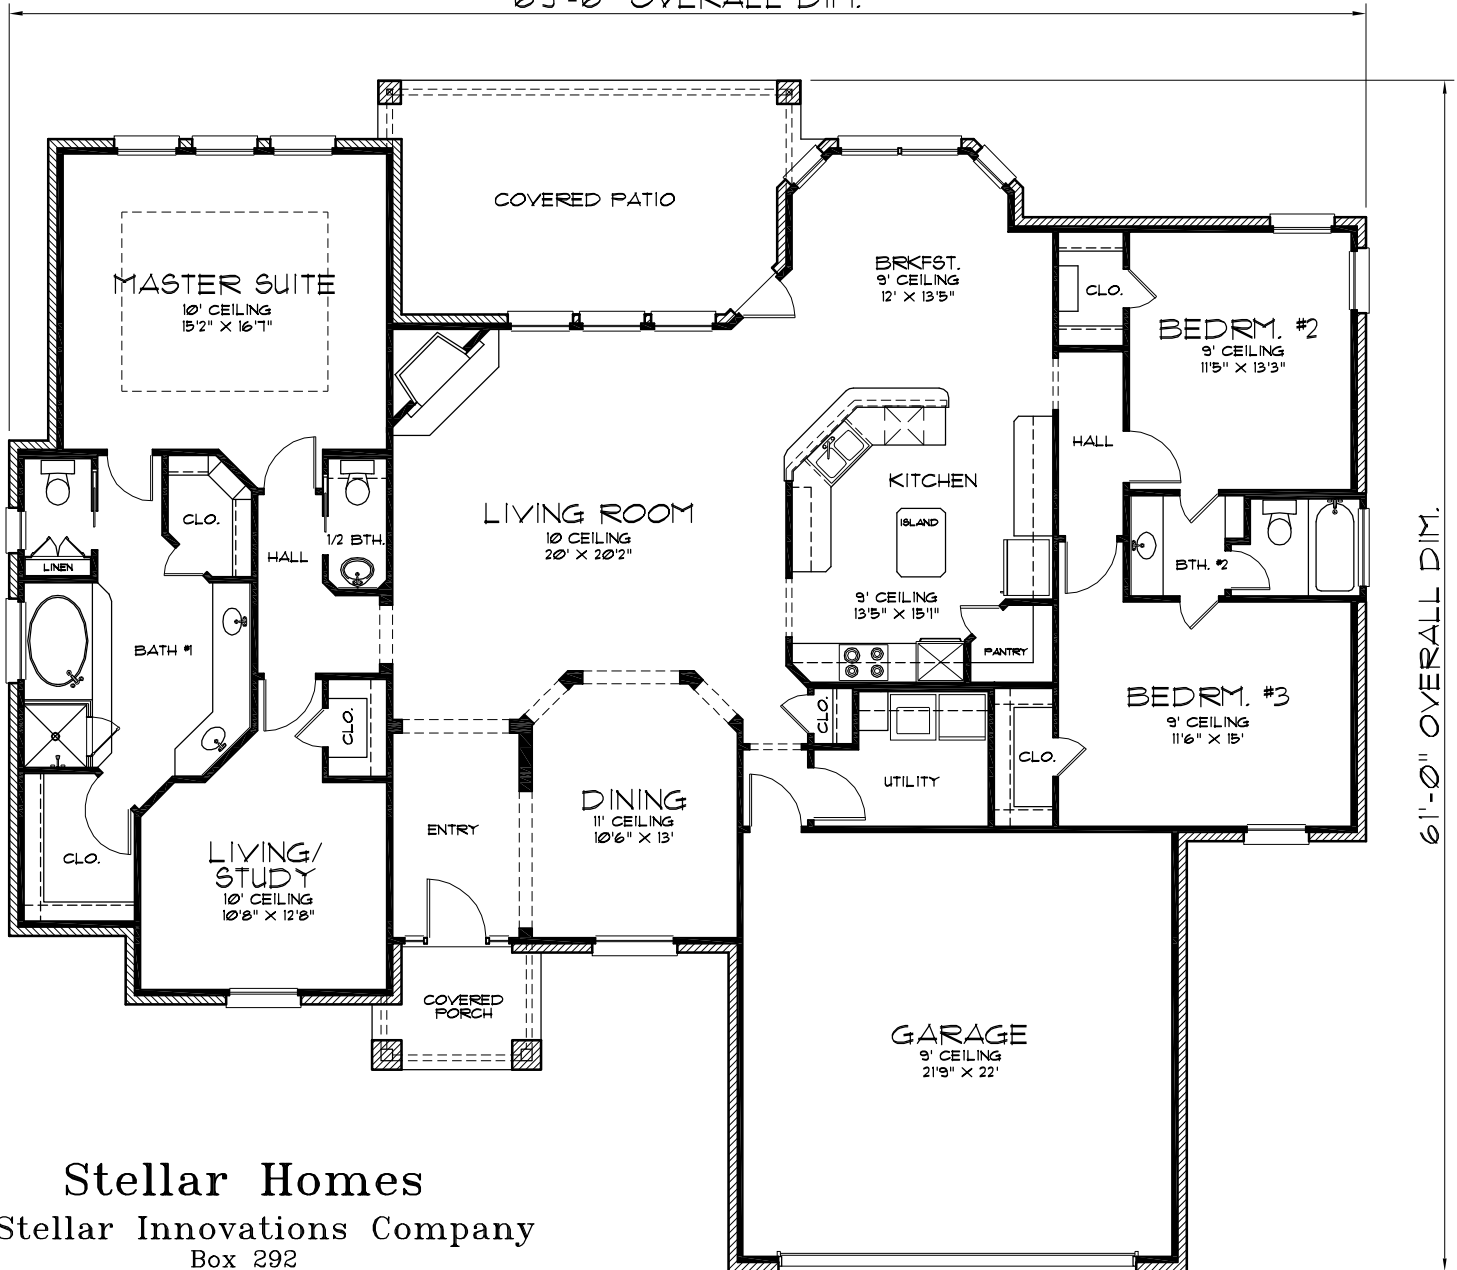 OVERALL DIM.
COVERED PATIO
MASTER SUITE
10' CEILING
15'2" X 16'7"
BRKFST.
9' CEILING
12' X 13'5"
CLO.
BEDRM. #2
9' CEILING
11'5" X 13'3"
HALL
KITCHEN
LIVING ROOM
10 CEILING
20' X 20'2"
ISLAND
CLO.
1/2 BTH.
HALL
LINEN
BTH. #2
9' CEILING
13'5" X 15'1"
BATH #1
PANTRY
BEDRM. #3
9' CEILING
11'6" X 15'
CLO.
CLO.
CLO.
UTILITY
DINING
11' CEILING
10'6" X 13'
ENTRY
CLO.
LIVING/
STUDY
10' CEILING
10'8" X 12'8"
COVERED
PORCH
GARAGE
9' CEILING
21'9" X 22'
61'-0" OVERALL DIM.
Stellar Homes
Stellar Innovations Company
Box 292